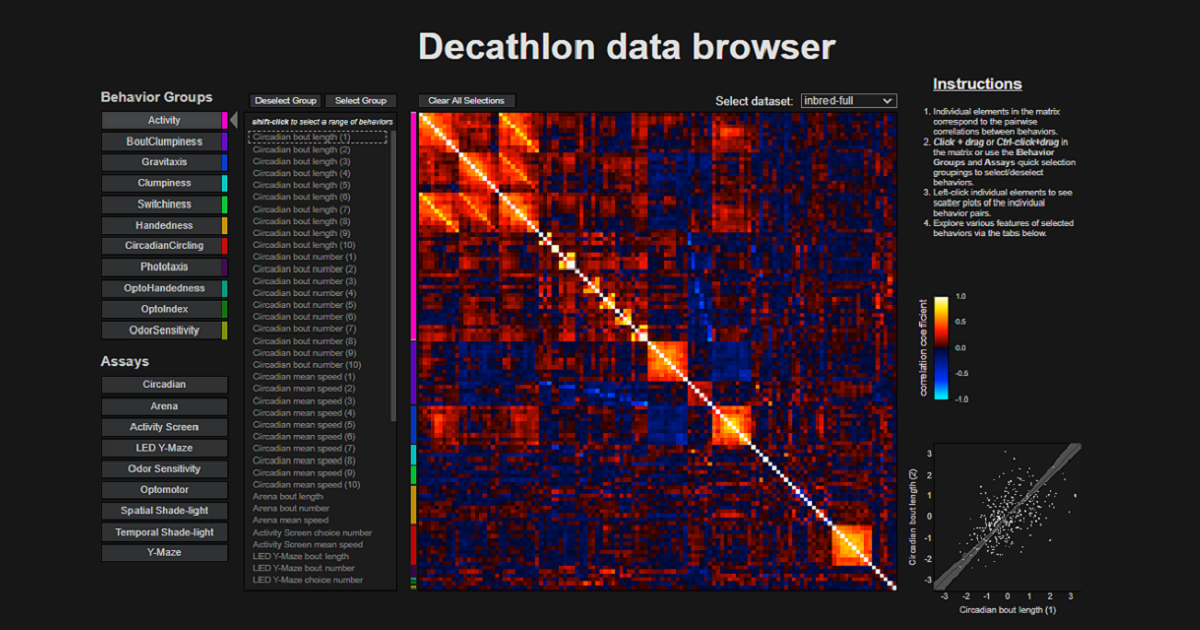 Decathlon data browser
Behavior Groups
Activity
BoutClumpiness
Gravitaxis
Clumpiness
Switchiness
Handedness
CircadianCircling
Phototaxis
OptoHandedness
OptoIndex
OdorSensitivity
Assays
Circadian
Arena
Activity Screen
LED Y-Maze
Odor Sensitivity
Optomotor
Spatial Shade-light
Temporal Shade-light
Y-Maze
Deselect Group
Select Group
shift-click to select a range of behaviors
Circadian bout length (1)
Circadian bout length (2)
Circadian bout length (3)
Circadian bout length (4)
Circadian bout length (5)
Circadian bout length (6)
Circadian bout length (7)
Circadian bout length (8)
Circadian bout length (9)
Circadian bout length (10)
Circadian bout number (1)
Circadian bout number (2)
Circadian bout number (3)
Circadian bout number (4)
Circadian bout number (5)
Circadian bout number (6)
Circadian bout number (7)
Circadian bout number (8)
Circadian bout number (9)
Circadian bout number (10)
Circadian mean speed (1)
Circadian mean speed (2)
Circadian mean speed (3)
Circadian mean speed (4)
Circadian mean speed (5)
Circadian mean speed (6)
Circadian mean speed (7)
Circadian mean speed (8)
Circadian mean speed (9)
Circadian mean speed (10)
Arena bout length
Arena bout number
Arena mean speed
Activity Screen choice number
Activity Screen mean speed
LED Y-Maze bout length
LED Y-Maze bout number
LED Y-Maze choice number
Clear All Selections
Select dataset: inbred-full
Instructions
1. Individual elements in the matrix
correspond to the pairwise
correlations between behaviors.
2. Click + drag or Ctrl-click+drag in
the matrix or use the Behavior
Groups and Assays quick selection
groupings to select/deselect
behaviors.
3. Left-click individual elements to see
scatter plots of the individual
behavior pairs.
4. Explore various features of selected
behaviors via the tabs below.
correlation coefficient
1.0
0.5
0.0
-0.5
-1.0
Circadian bout length (2)
3
2
1
0
-1
-2
-3
-3 -2 -1 0 1 2 3
Circadian bout length (1)